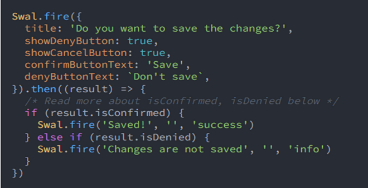 Swal.fire({
  title: 'Do you want to save the changes?',
  showDenyButton: true,
  showCancelButton: true,
  confirmButtonText: 'Save',
  denyButtonText: `Don't save`,
}).then((result) => {
  /* Read more about isConfirmed, isDenied below */
  if (result.isConfirmed) {
    Swal.fire('Saved!', '', 'success')
  } else if (result.isDenied) {
    Swal.fire('Changes are not saved', '', 'info')
  }
})